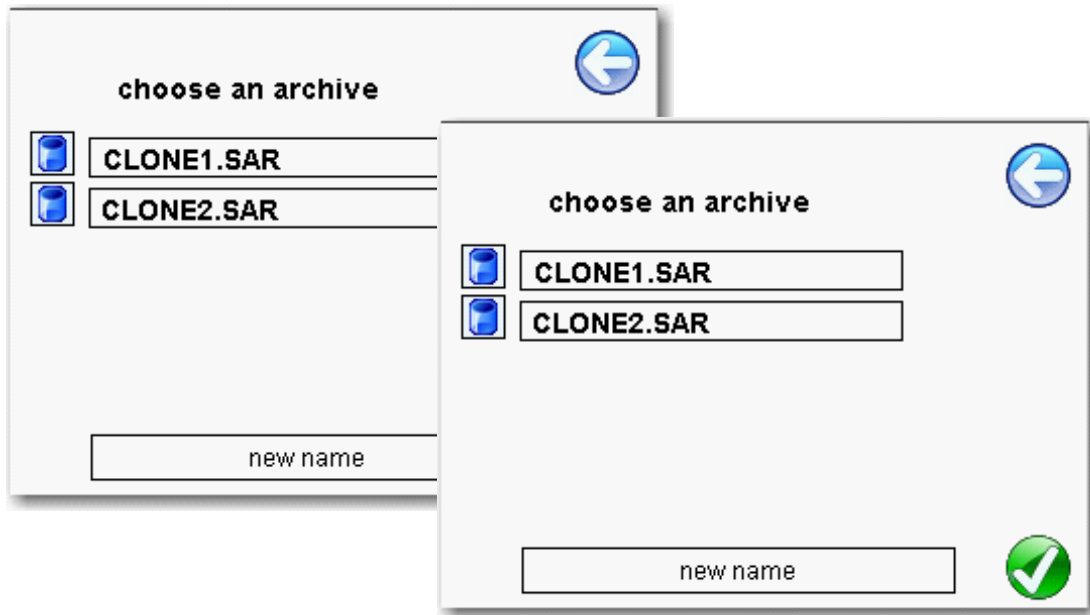 choose an archive
CLONE1.SAR
CLONE2.SAR
new name
choose an archive
CLONE1.SAR
CLONE2.SAR
new name